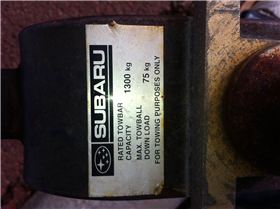 SUBARU
RATED TOWBAR
CAPACITY 1300 kg
MAX. TOWBALL
DOWN LOAD 75 kg
FOR TOWING PURPOSES ONLY